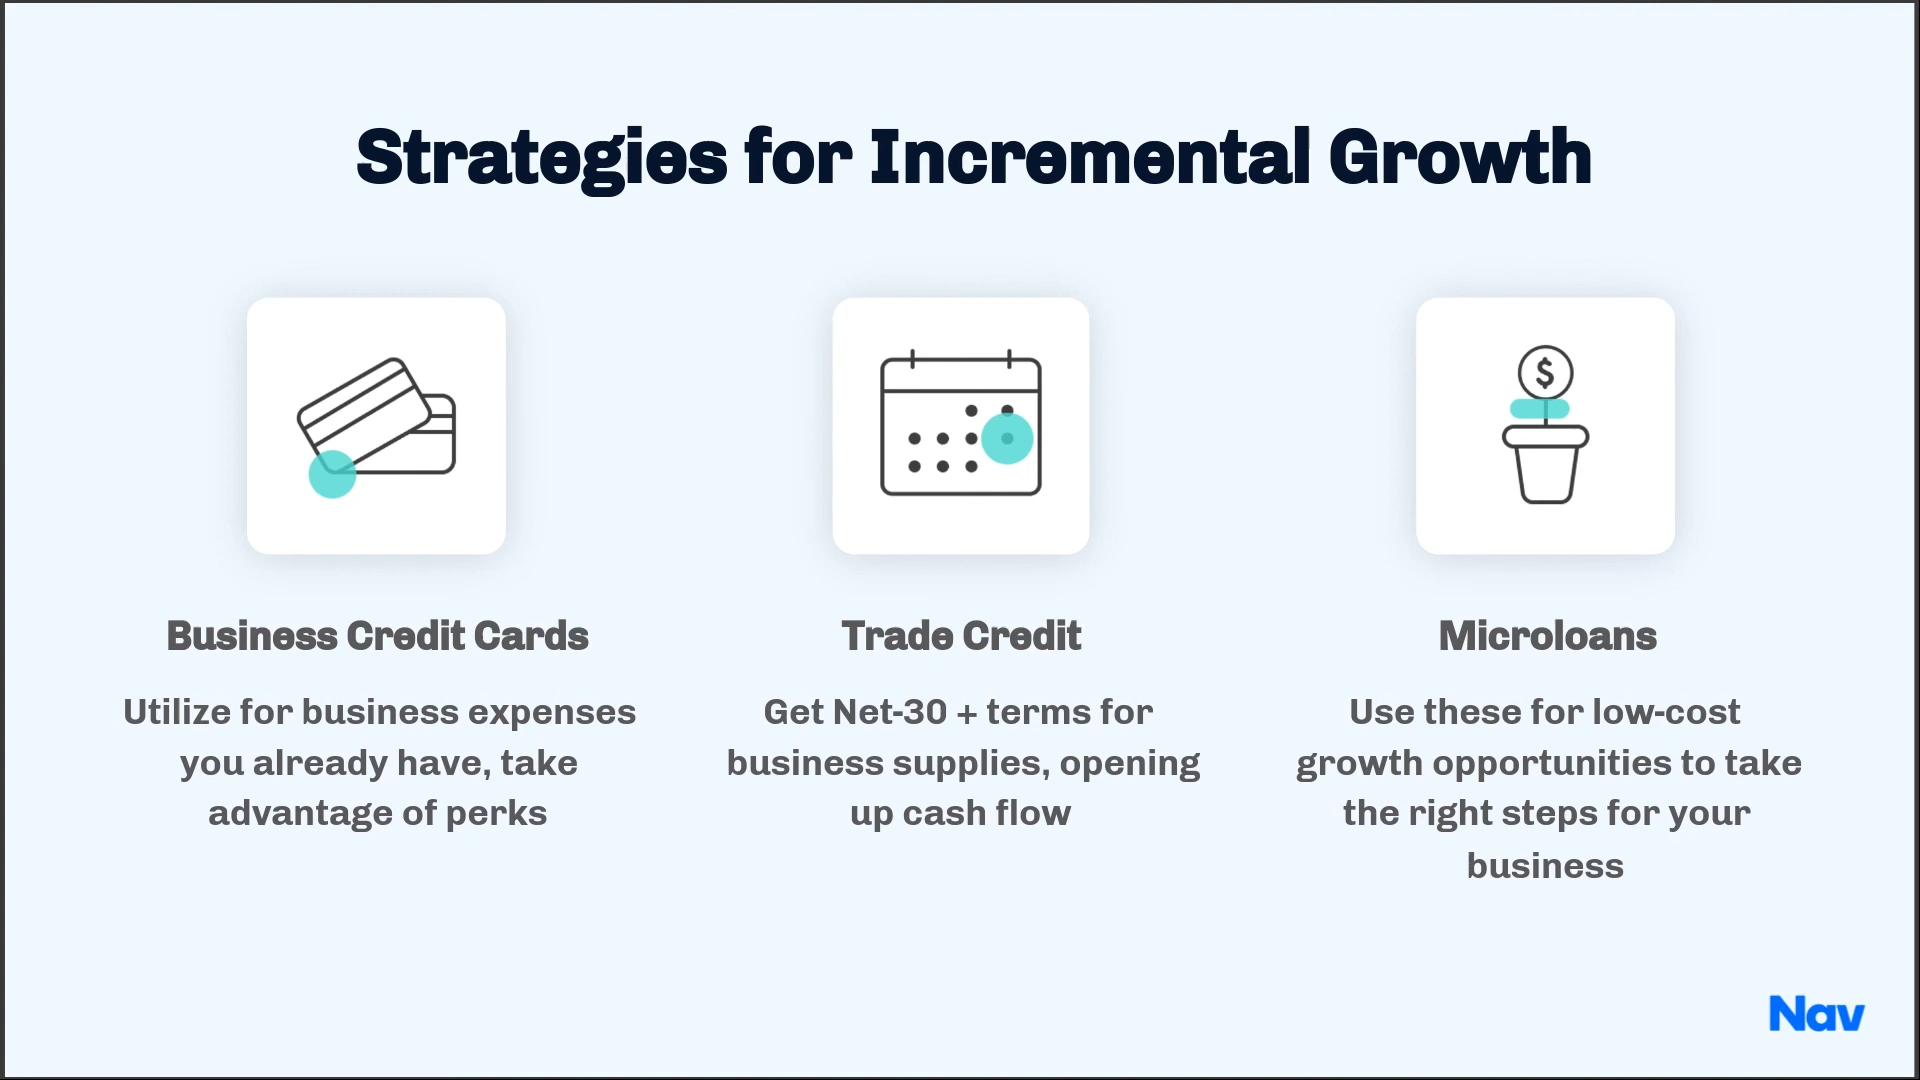 Strategies for Incremental Growth
$
Business Credit Cards
Utilize for business expenses
you already have, take
advantage of perks
Trade Credit
Get Net-30 + terms for
business supplies, opening
up cash flow
Microloans
Use these for low-cost
growth opportunities to take
the right steps for your
business
Nav